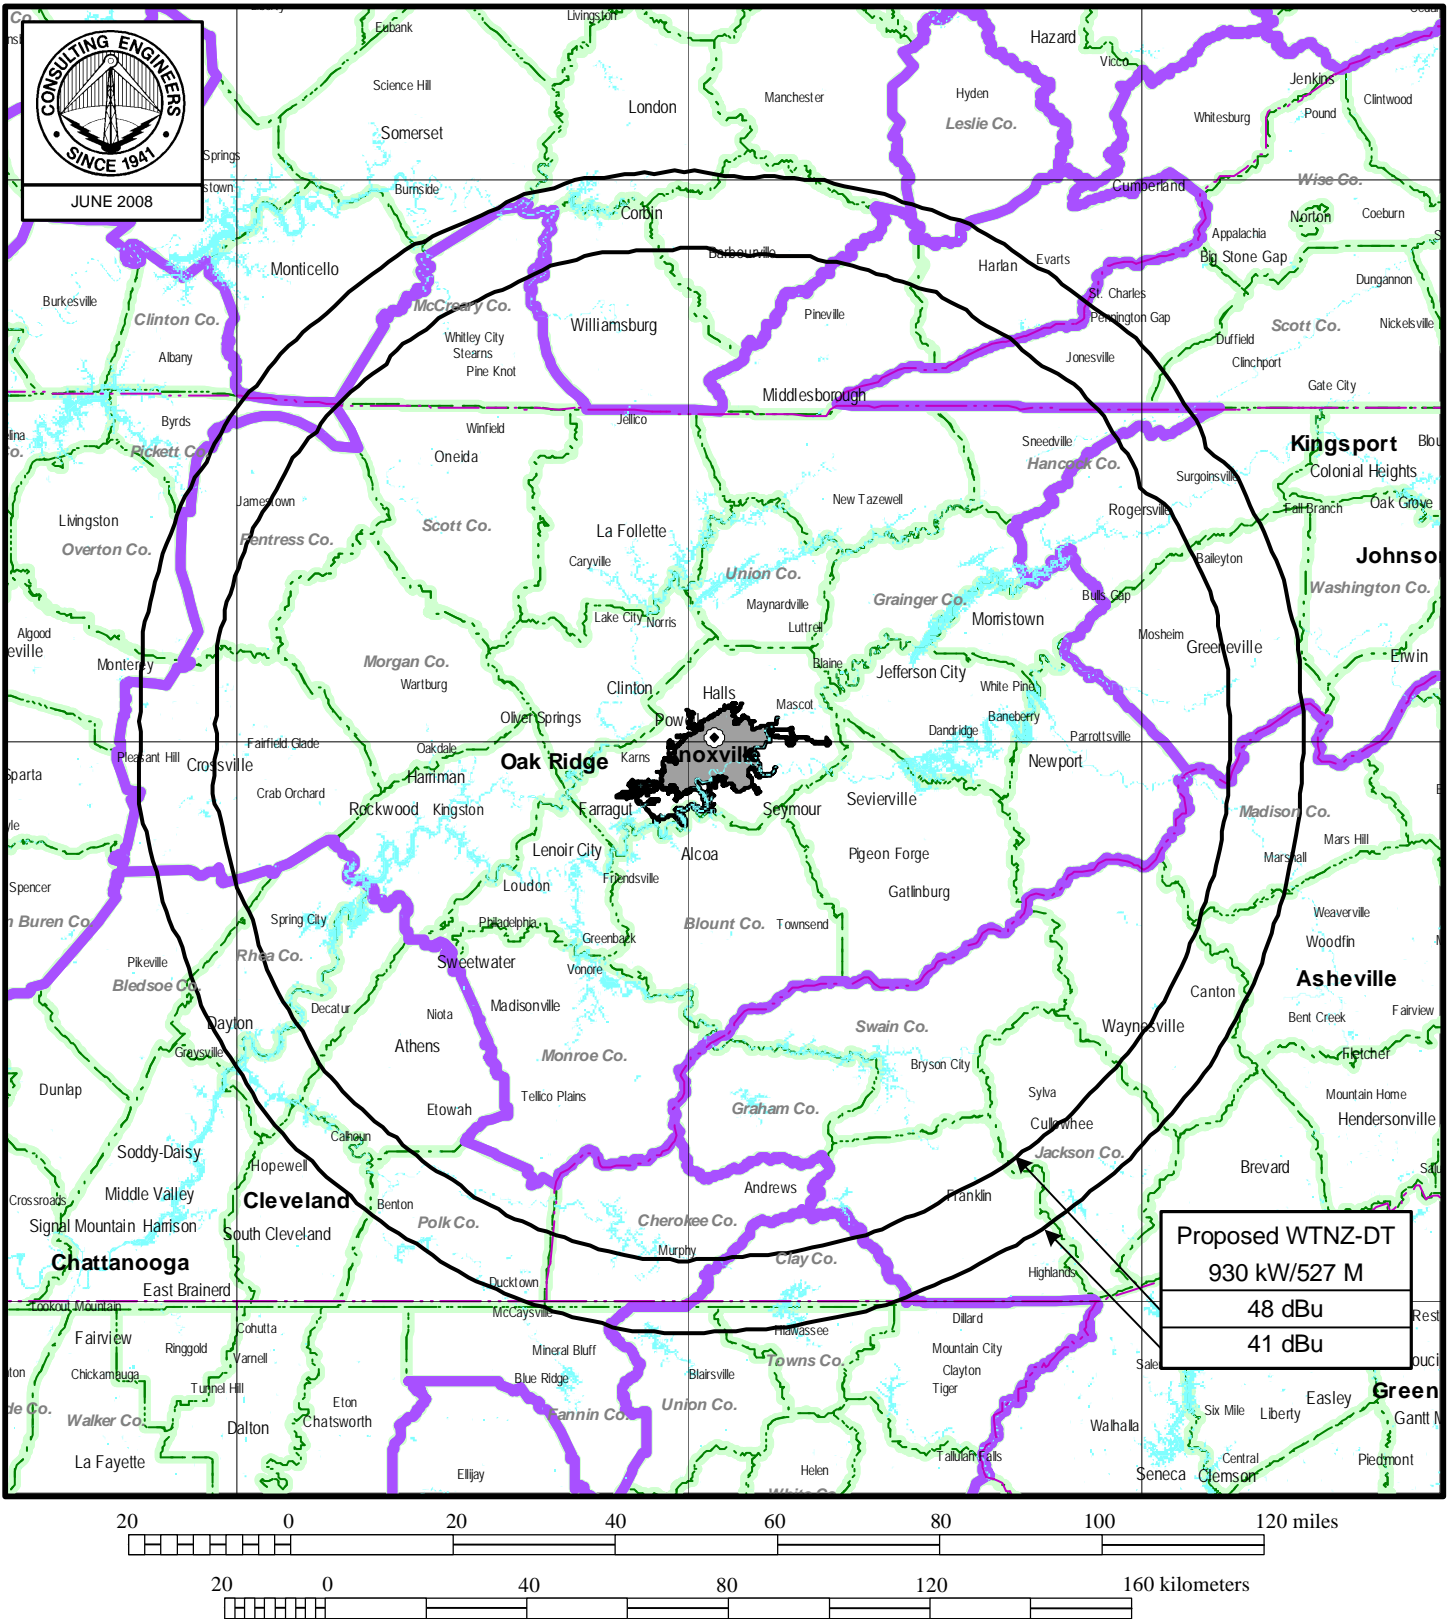 CONSULTING ENGINEERS
SINCE 1941
JUNE 2008
Livingston
Eubank
Hazard
Vicco
Jenkins
Science Hill
London
Manchester
Hyden
Leslie Co.
Whitesburg
Pound
Clintwood
Somerset
Springs
stown
Burnside
Corbin
Cumberland
Wise Co.
Norton
Coeburn
Appalachia
Big Stone Gap
Barbourville
Monticello
Harlan
Evarts
Dungannon
Burkesville
Clinton Co.
McCreary Co.
Williamsburg
Pineville
St. Charles
Pennington Gap
Scott Co.
Nickelsville
Albany
Whitley City
Stearns
Pine Knot
Jonesville
Duffield
Clinchport
Gate City
Middlesborough
Byrds
Pickett Co.
Winfield
Jellico
Oneida
Sneedville
Hancock Co.
Kingsport
Colonial Heights
Surgoinsville
Jamestown
New Tazewell
Rogersville
Fall Branch
Oak Grove
Livingston
Overton Co.
Fentress Co.
Scott Co.
La Follette
Caryville
Union Co.
Baileyton
Johnso
Washington Co.
Grainger Co.
Maynardville
Luttrell
Morristown
Bulls Gap
Lake City
Norris
Mosheim
Greeneville
Erwin
Algood
eville
Monterey
Morgan Co.
Wartburg
Blaine
Jefferson City
White Pine
Clinton
Halls
Mascot
Baneberry
Oliver Springs
Powe
Dandridge
Parrottsville
Pleasant Hill
Fairfield Glade
Oakdale
Karns
noxville
Newport
Sparta
Crossville
Harriman
Oak Ridge
Crab Orchard
Rockwood
Kingston
Farragut
Seymour
Sevierville
Madison Co.
Mars Hill
Marshall
Lenoir City
Alcoa
Pigeon Forge
Gatlinburg
Spencer
Loudon
Friendsville
n Buren Co.
Spring City
Philadelphia
Greenback
Blount Co.
Townsend
Weaverville
Woodfin
Rhea Co.
Pikeville
Bledsoe Co.
Sweetwater
Vonore
Asheville
Canton
Decatur
Niota
Madisonville
Dayton
Graysville
Athens
Monroe Co.
Swain Co.
Waynesville
Bent Creek
Fairview
Fletcher
Bryson City
Dunlap
Etowah
Tellico Plains
Graham Co.
Sylva
Cullowhee
Mountain Home
Hendersonville
Calhoun
Soddy-Daisy
Hopewell
Jackson Co.
Brevard
Crossroads
Middle Valley
Cleveland
Benton
Andrews
Franklin
Signal Mountain
Harrison
South Cleveland
Polk Co.
Cherokee Co.
Murphy
Clay Co.
Chattanooga
East Brainerd
Ducktown
Highlands
Lookout Mountain
McCaysville
Proposed WTNZ-DT
930 kW/527 M
48 dBu
41 dBu
Fairview
Cohutta
Ringgold
Varnell
Mineral Bluff
Hiawassee
Dillard
Mountain City
Chickamauga
Tunnel Hill
Blue Ridge
Blairsville
Towns Co.
Clayton
Tiger
Walker Co.
Eton
Chatsworth
Dalton
Fannin Co.
Union Co.
Walhalla
Six Mile
Liberty
Easley
Green
La Fayette
Ellijay
Helen
Tallulah Falls
Seneca
Clemson
Central
Piedmont
20 0 20 40 60 80 100 120 miles
20 0 40 80 120 160 kilometers